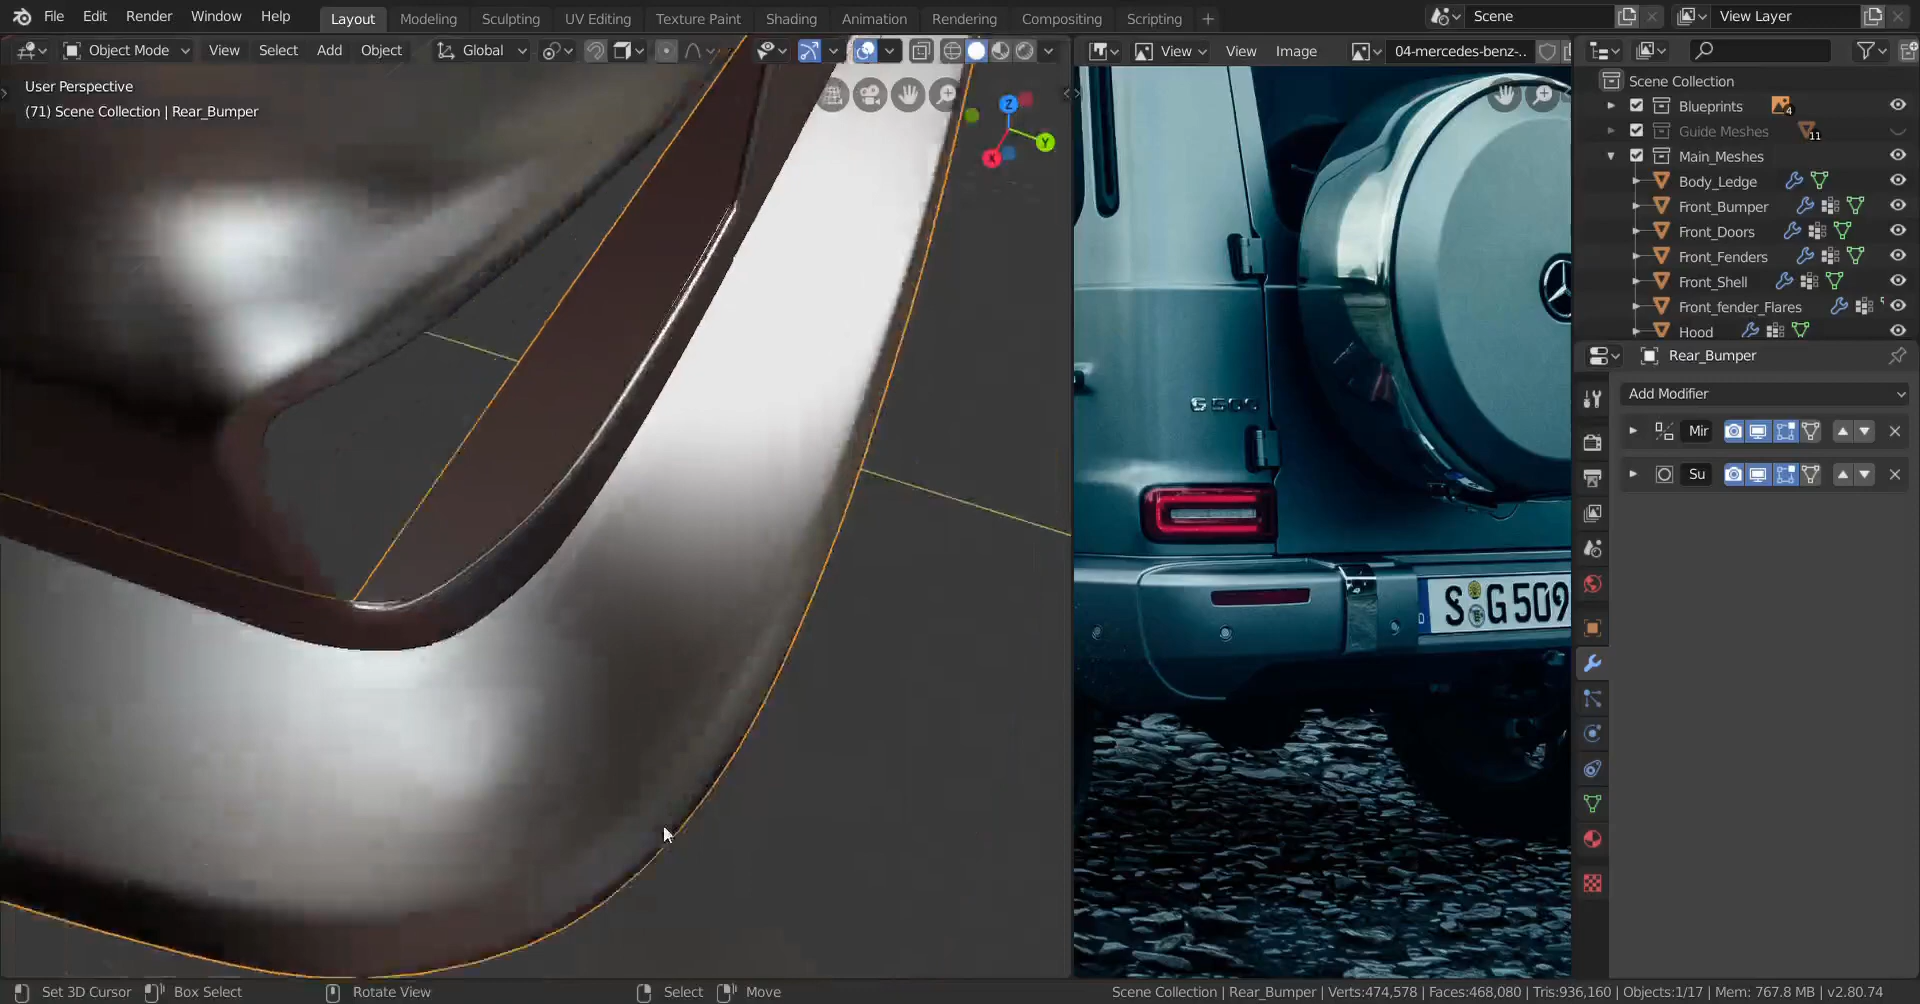 File Edit Render Window Help Layout Modeling Sculpting UV Editing Texture Paint Shading Animation Rendering Compositing Scripting + Scene View Layer
Object Mode View Select Add Object Global View View Image 04-mercedes-benz-..
User Perspective
(71) Scene Collection | Rear_Bumper
Z
Y
X
G 500
S G 509
Scene Collection
Blueprints 4
Guide Meshes 11
Main_Meshes
Body_Ledge
Front_Bumper
Front_Doors
Front_Fenders
Front_Shell
Front_fender_Flares
Hood
Rear_Bumper
Add Modifier
Mir
Su
Set 3D Cursor Box Select Rotate View Select Move Scene Collection | Rear_Bumper | Verts:474,578 | Faces:468,080 | Tris:936,160 | Objects:1/17 | Mem: 767.8 MB | v2.80.74